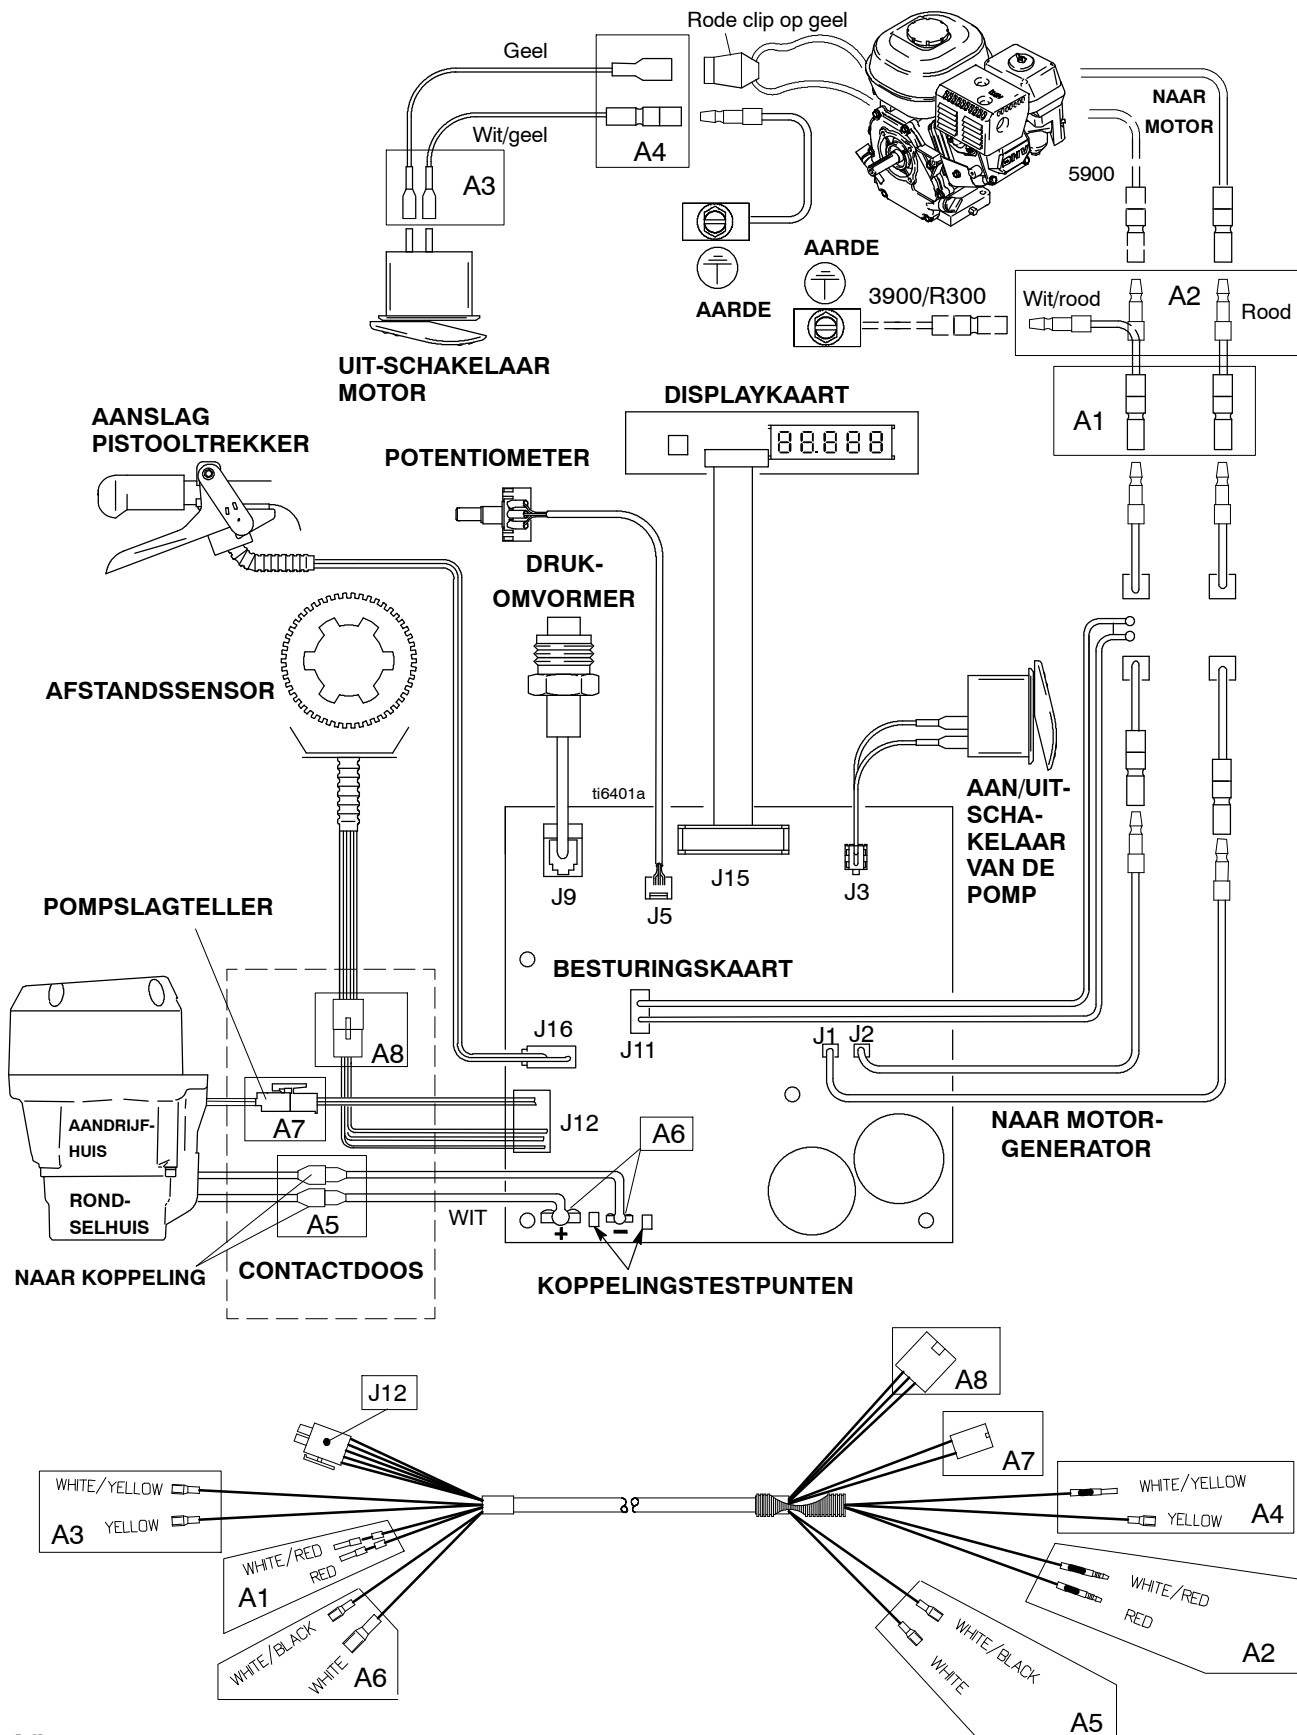 Rode clip op geel
Geel
Wit/geel
A4
A3
NAAR
MOTOR
5900
AARDE
AARDE
3900/R300
Wit/rood
A2
Rood
A1
UIT-SCHAKELAAR
MOTOR
AANSLAG
PISTOOLTREKKER
DISPLAYKAART
POTENTIOMETER
DRUK-
OMVORMER
AFSTANDSSENSOR
ti6401a
AAN/UIT-
SCHA-
KELAAR
VAN DE
POMP
J9
J5
J15
J3
POMPSLAGTELLER
BESTURINGSKAART
J16
J11
J1
J2
A8
A7
J12
A6
AANDRIJF-
HUIS
ROND-
SELHUIS
A5
WIT
+
−
NAAR MOTOR-
GENERATOR
NAAR KOPPELING
CONTACTDOOS
KOPPELINGSTESTPUNTEN
J12
A8
A7
WHITE/YELLOW
YELLOW
A3
WHITE/YELLOW
YELLOW
A4
WHITE/RED
RED
A1
WHITE/RED
RED
A2
WHITE/BLACK
WHITE
A6
WHITE/BLACK
WHITE
A5